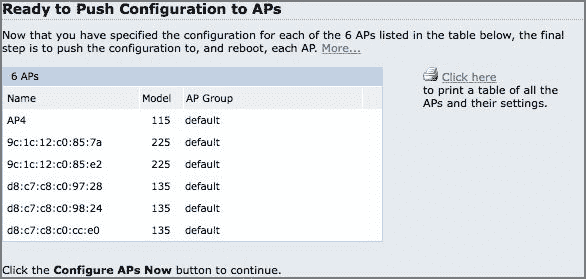 Ready to Push Configuration to APs
Now that you have specified the configuration for each of the 6 APs listed in the table below, the final
step is to push the configuration to, and reboot, each AP. More...
6 APs
Name Model AP Group
AP4 115 default
9c:1c:12:c0:85:7a 225 default
9c:1c:12:c0:85:e2 225 default
d8:c7:c8:c0:97:28 135 default
d8:c7:c8:c0:98:24 135 default
d8:c7:c8:c0:cc:e0 135 default
Click here
to print a table of all the
APs and their settings.
Click the Configure APs Now button to continue.